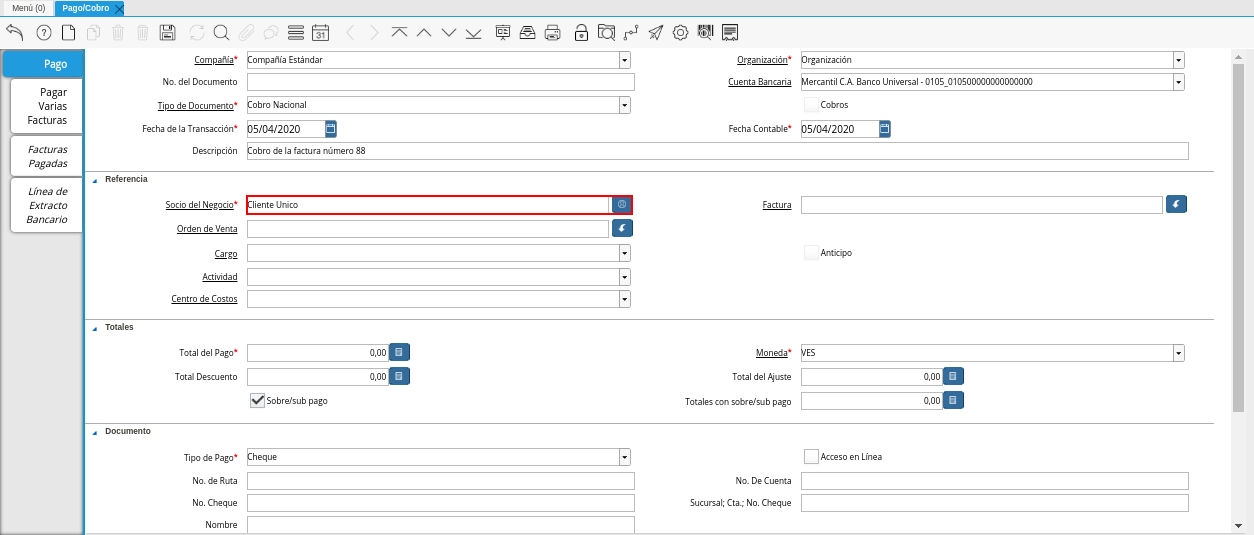 Menú (0) Pago/Cobro
31
Pago
Pagar
Varias
Facturas
Facturas
Pagadas
Línea de
Extracto
Bancario
Compañía* Compañía Estándar Organización* Organización
No. del Documento Cuenta Bancaria Mercantil C.A. Banco Universal - 0105_010500000000000000
Tipo de Documento* Cobro Nacional Cobros
Fecha de la Transacción* 05/04/2020 Fecha Contable* 05/04/2020
Descripción Cobro de la factura número 88
Referencia
Socio del Negocio* Cliente Unico Factura
Orden de Venta
Cargo Anticipo
Actividad
Centro de Costos
Totales
Total del Pago* 0,00 Moneda* VES
Total Descuento 0,00 Total del Ajuste 0,00
Sobre/sub pago Totales con sobre/sub pago 0,00
Documento
Tipo de Pago* Cheque Acceso en Línea
No. de Ruta No. De Cuenta
No. Cheque Sucursal; Cta.; No. Cheque
Nombre